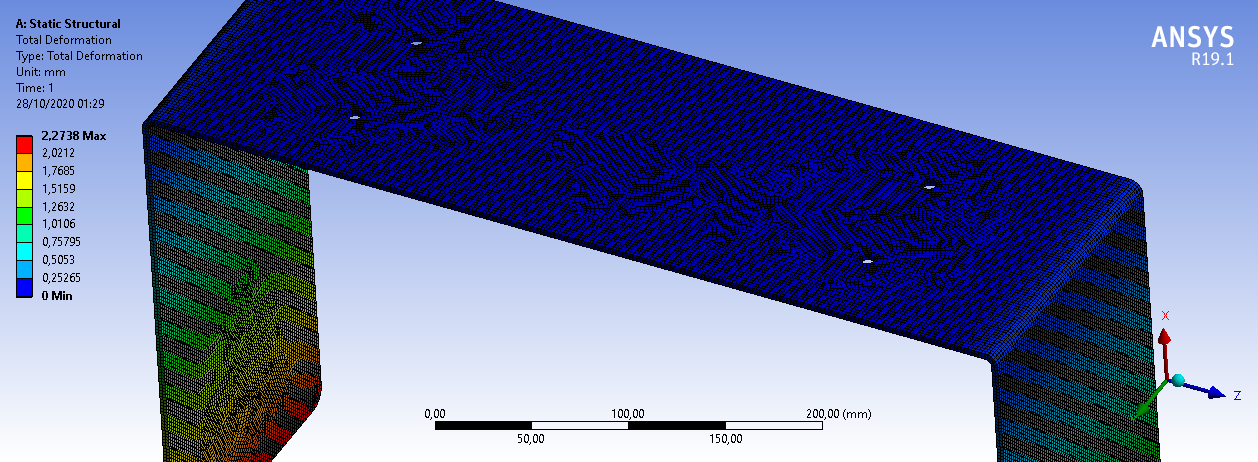 A: Static Structural
Total Deformation
Type: Total Deformation
Unit: mm
Time: 1
28/10/2020 01:29
2,2738 Max
2,0212
1,7685
1,5159
1,2632
1,0106
0,75795
0,5053
0,25265
0 Min
ANSYS
R19.1
X
Z
0,00 100,00 200,00 (mm)
50,00 150,00